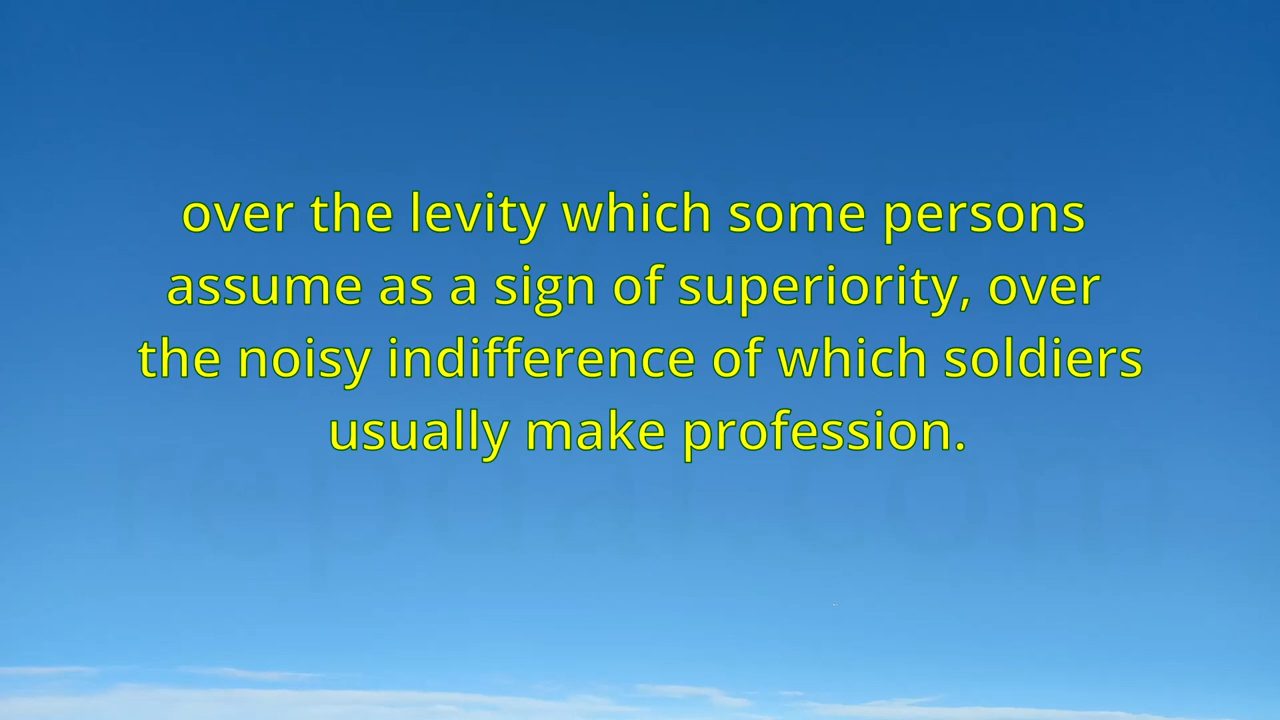 over the levity which some persons
assume as a sign of superiority, over
the noisy indifference of which soldiers
usually make profession.